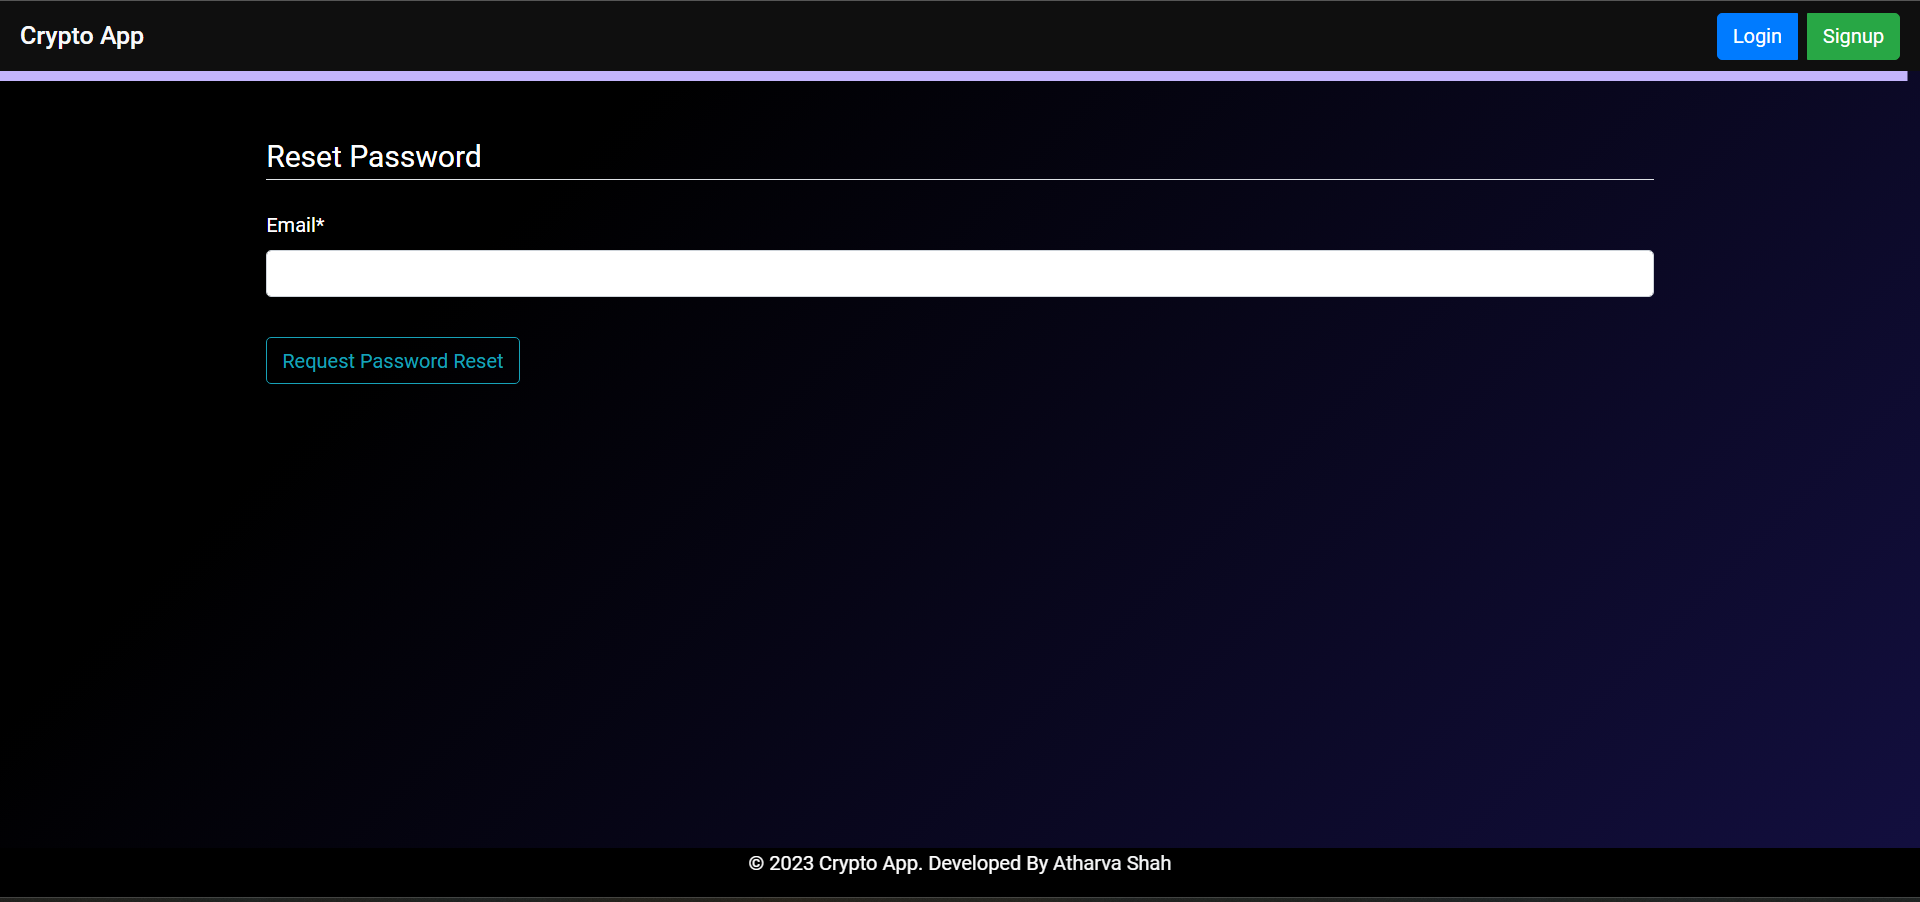 Crypto App
Login
Signup
Reset Password
Email*
Request Password Reset
© 2023 Crypto App. Developed By Atharva Shah